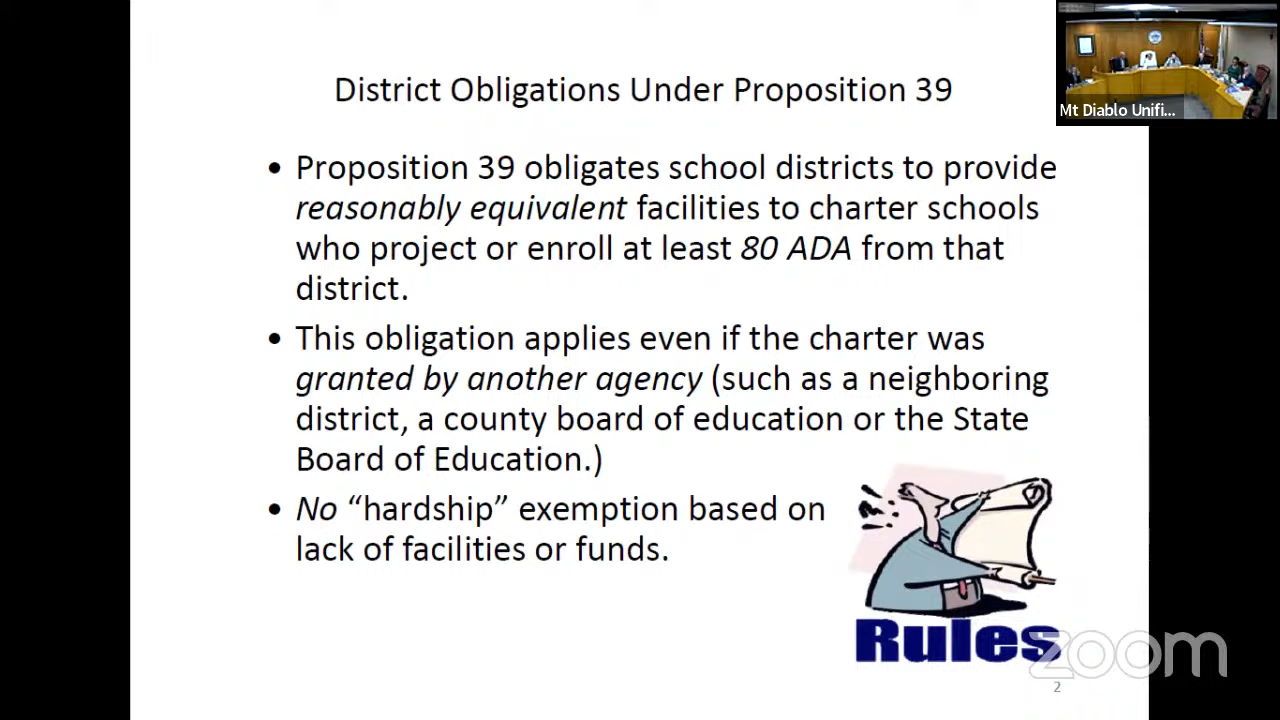 District Obligations Under Proposition 39
• Proposition 39 obligates school districts to provide
reasonably equivalent facilities to charter schools
who project or enroll at least 80 ADA from that
district.
• This obligation applies even if the charter was
granted by another agency (such as a neighboring
district, a county board of education or the State
Board of Education.)
• No “hardship” exemption based on
lack of facilities or funds.
Rules
zoom
2
Mt Diablo Unifi...